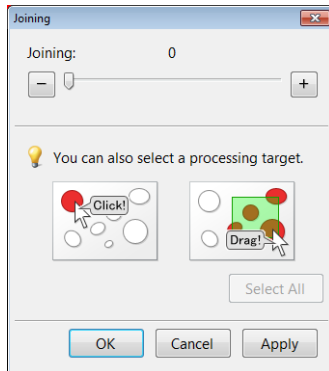 Joining
Joining: 0
− +
You can also select a processing target.
Click!
Drag!
Select All
OK Cancel Apply